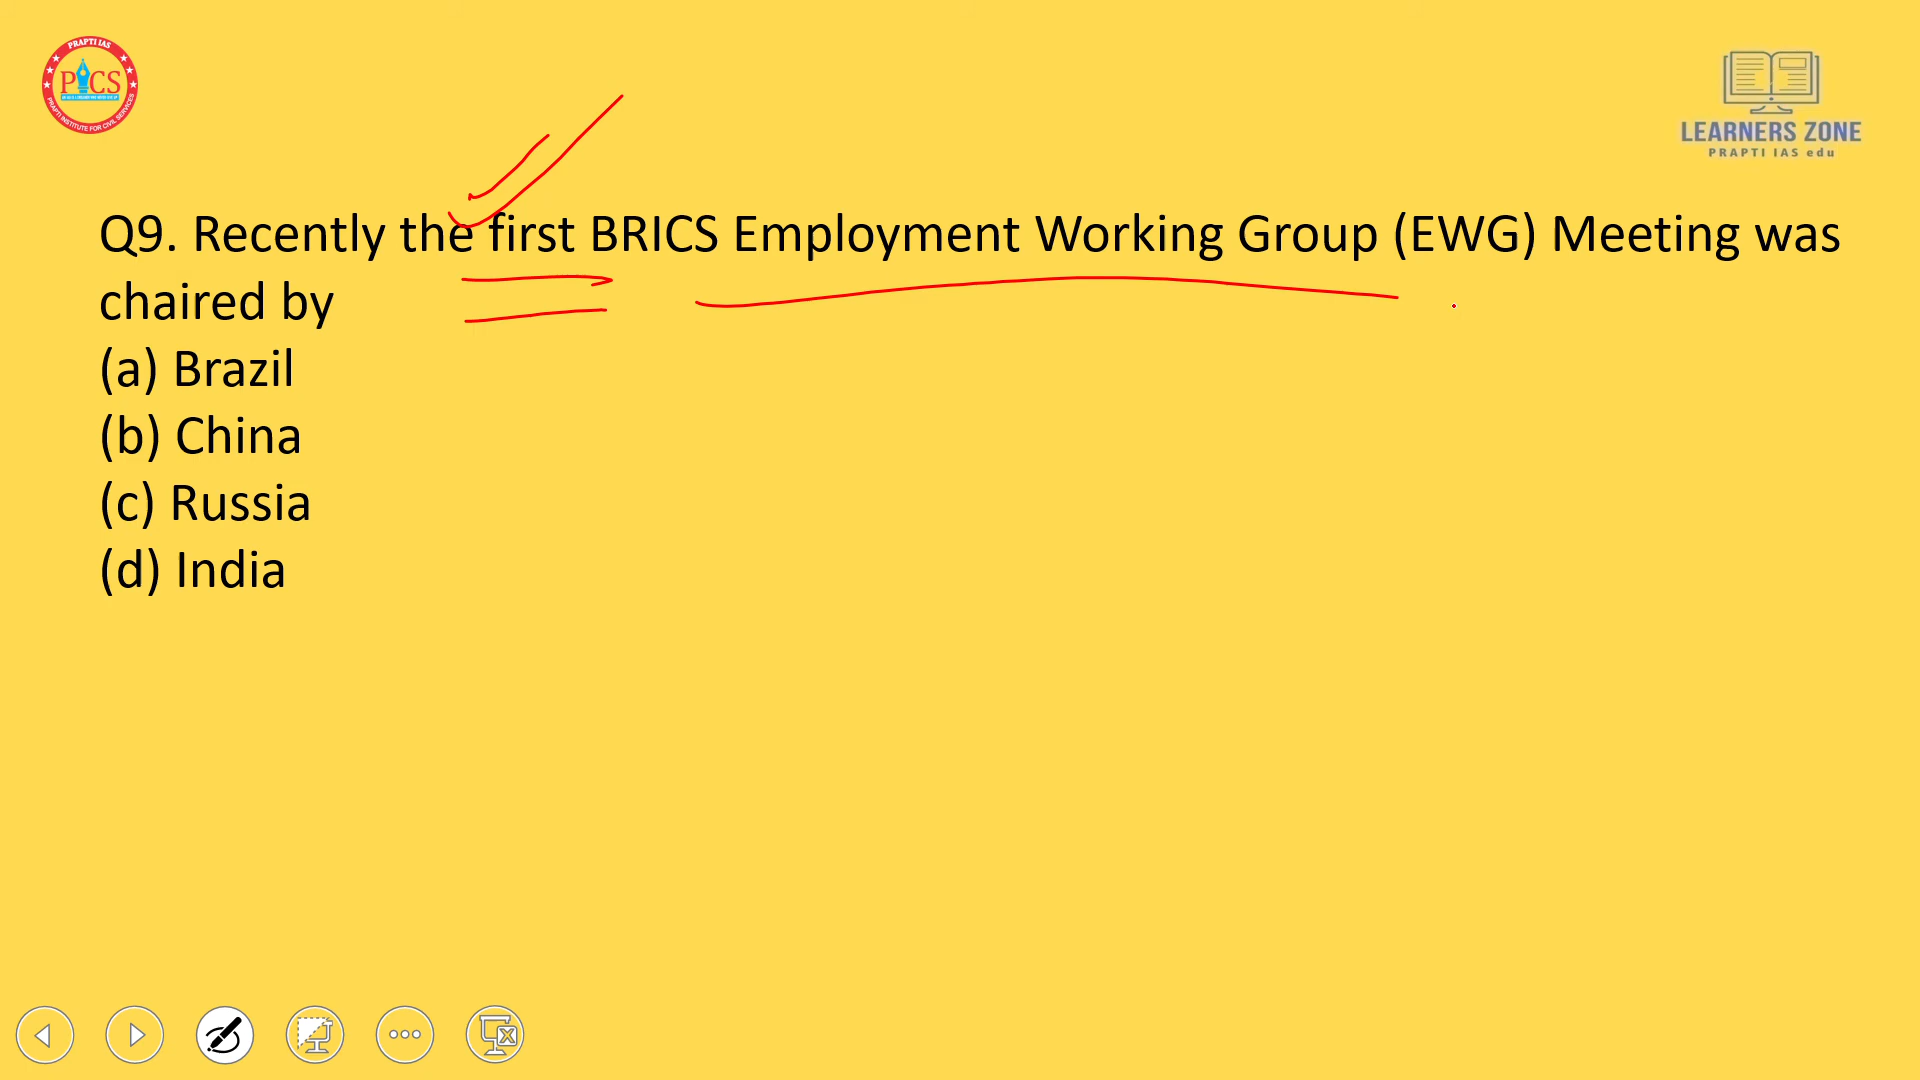 PRAPTI IAS
PICS
PRAPTI INSTITUTE FOR CIVIL SERVICES
LEARNERS ZONE
PRAPTI IAS edu
Q9. Recently the first BRICS Employment Working Group (EWG) Meeting was
chaired by
(a) Brazil
(b) China
(c) Russia
(d) India